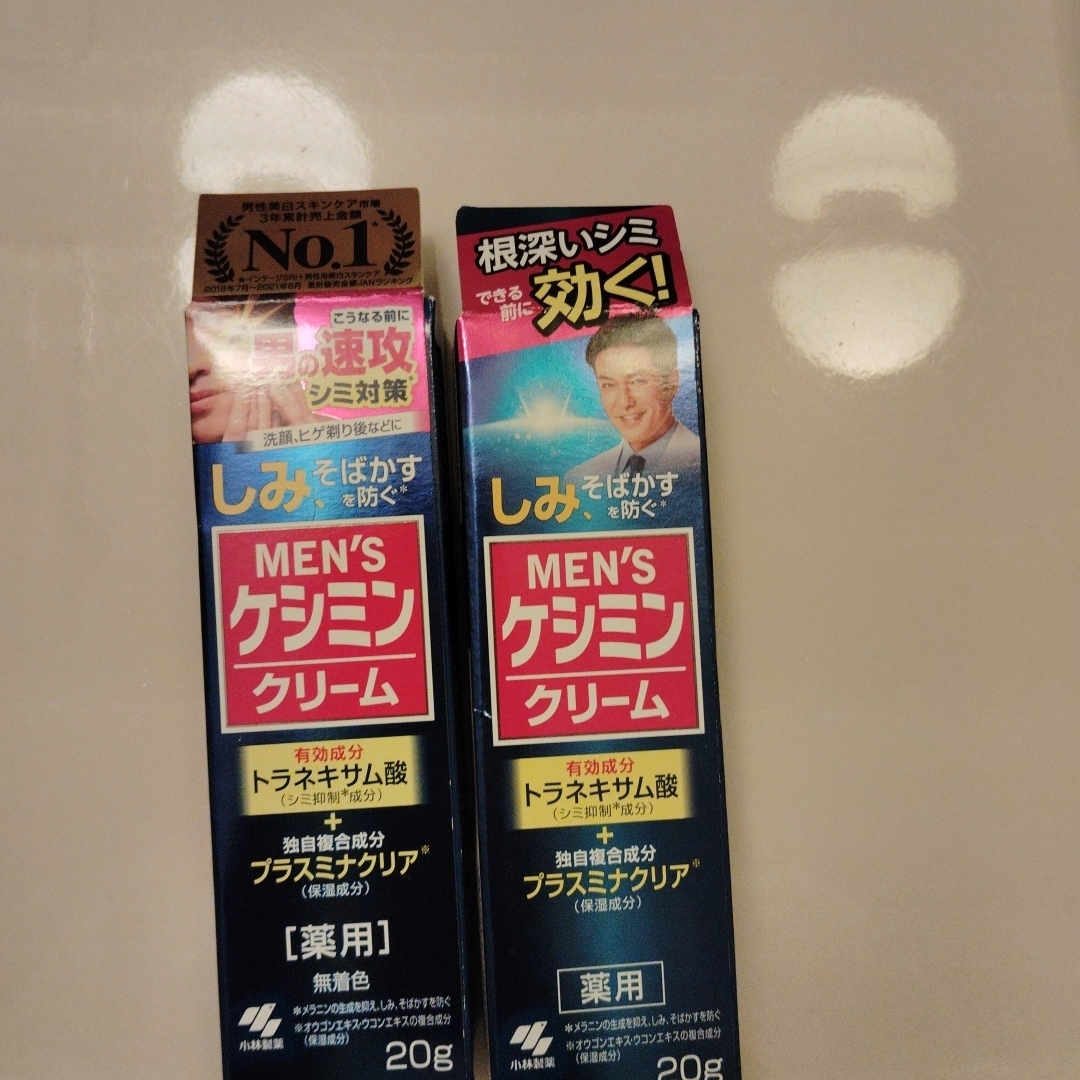 男性美白スキンケア市場
3年累計売上金額
No.1*
★インテージSRI+男性用美白スキンケア
2018年7月~2021年6月 累計販売金額JANランキング
こうなる前に
男の速攻
シミ対策*
洗顔、ヒゲ剃り後などに
しみ、そばかす
を防ぐ*
MEN'S
ケシミン
クリーム
有効成分
トラネキサム酸
(シミ抑制*成分)
+
独自複合成分
プラスミナクリア※
(保湿成分)
[薬用]
無着色
*メラニンの生成を抑え、しみ、そばかすを防ぐ
※オウゴンエキス・ウコンエキスの複合成分
(保湿成分)
小林製薬
20g
根深いシミ
できる
前に
効く!
しみ、そばかす
を防ぐ*
MEN'S
ケシミン
クリーム
有効成分
トラネキサム酸
(シミ抑制*成分)
+
独自複合成分
プラスミナクリア※
(保湿成分)
薬用
*メラニンの生成を抑え、しみ、そばかすを防ぐ
※オウゴンエキス・ウコンエキスの複合成分
(保湿成分)
小林製薬
20g